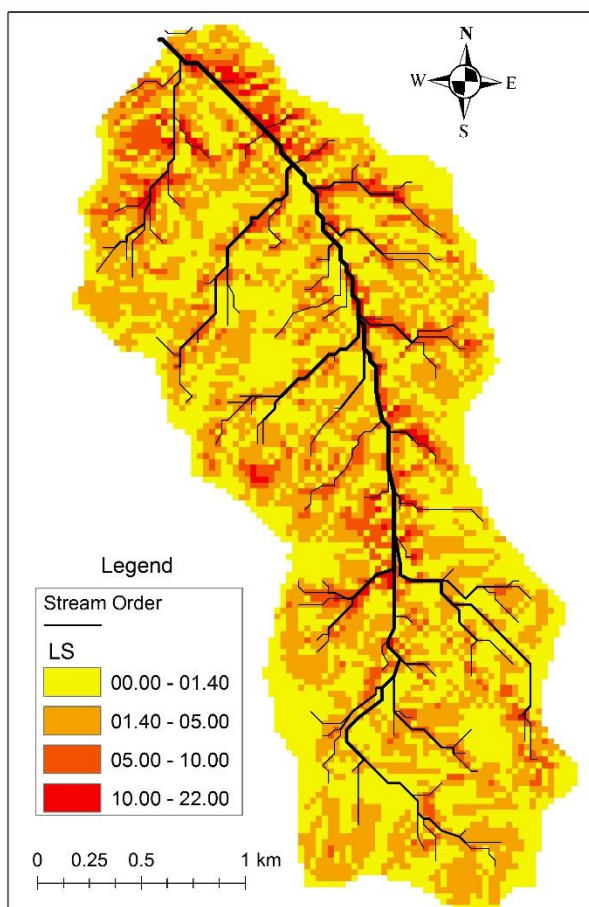 N
W E
S
Legend
Stream Order
LS
00.00 - 01.40
01.40 - 05.00
05.00 - 10.00
10.00 - 22.00
0 0.25 0.5 1 km